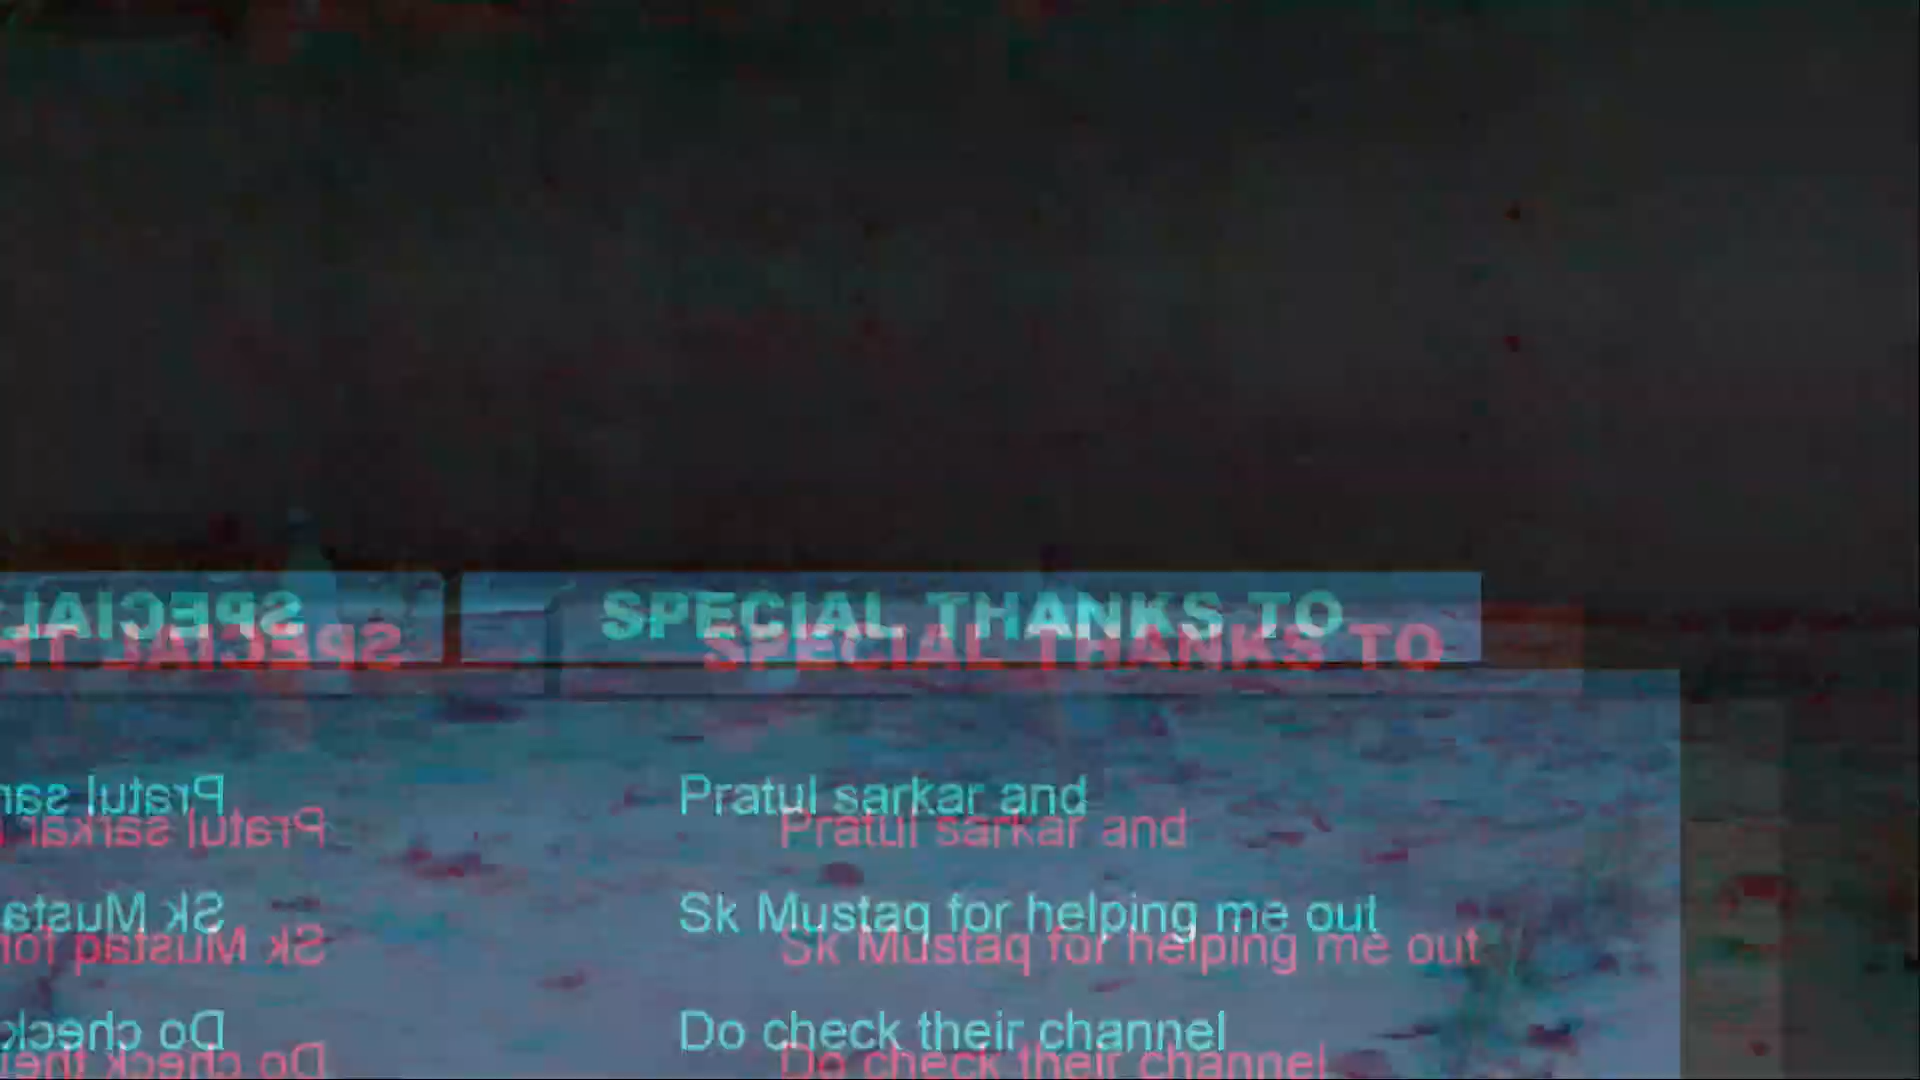 SPECIAL THANKS TO
Pratul sarkar and
Sk Mustaq for helping me out
Do check their channel